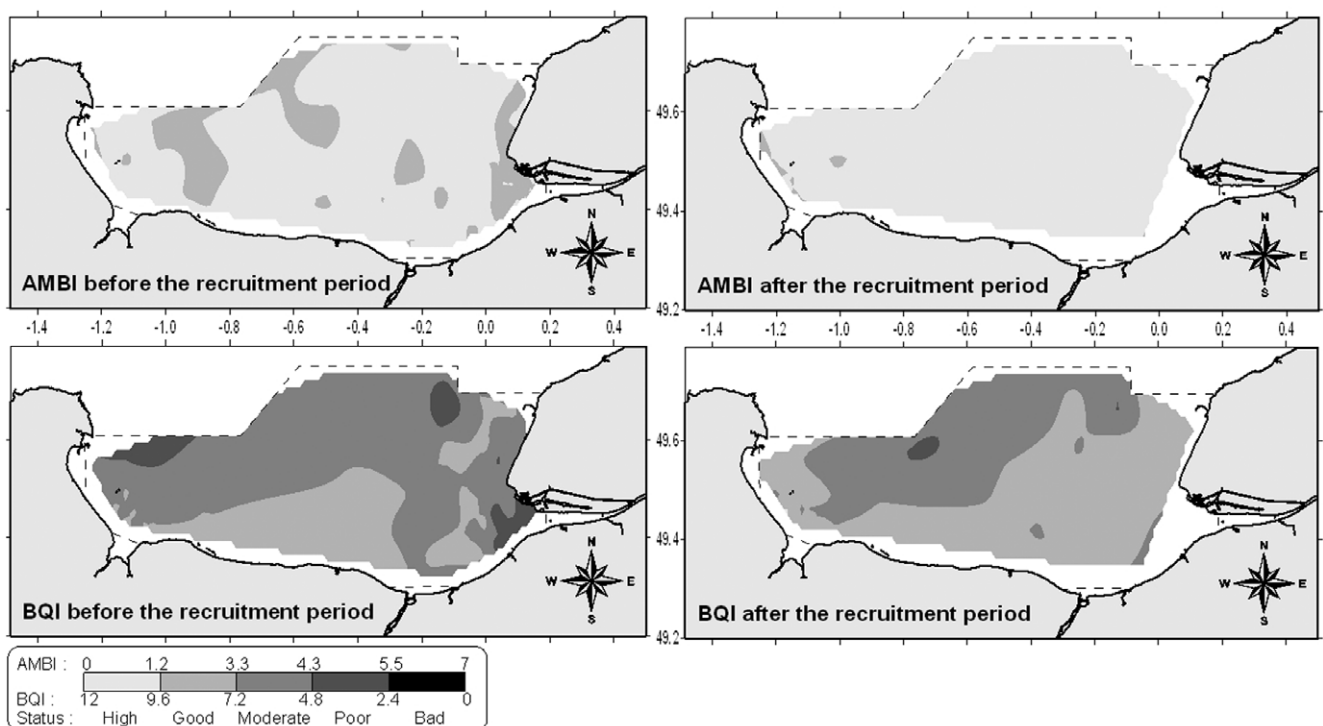 N
W E
S
AMBI before the recruitment period
N
W E
S
AMBI after the recruitment period
49.6
49.4
49.2
-1.4 -1.2 -1.0 -0.8 -0.6 -0.4 -0.2 0.0 0.2 0.4
-1.4 -1.2 -1.0 -0.8 -0.6 -0.4 -0.2 0.0 0.2 0.4
N
W E
S
BQI before the recruitment period
N
W E
S
BQI after the recruitment period
49.6
49.4
49.2
AMBI : 0 1.2 3.3 4.3 5.5 7
BQI : 12 9.6 7.2 4.8 2.4 0
Status : High Good Moderate Poor Bad